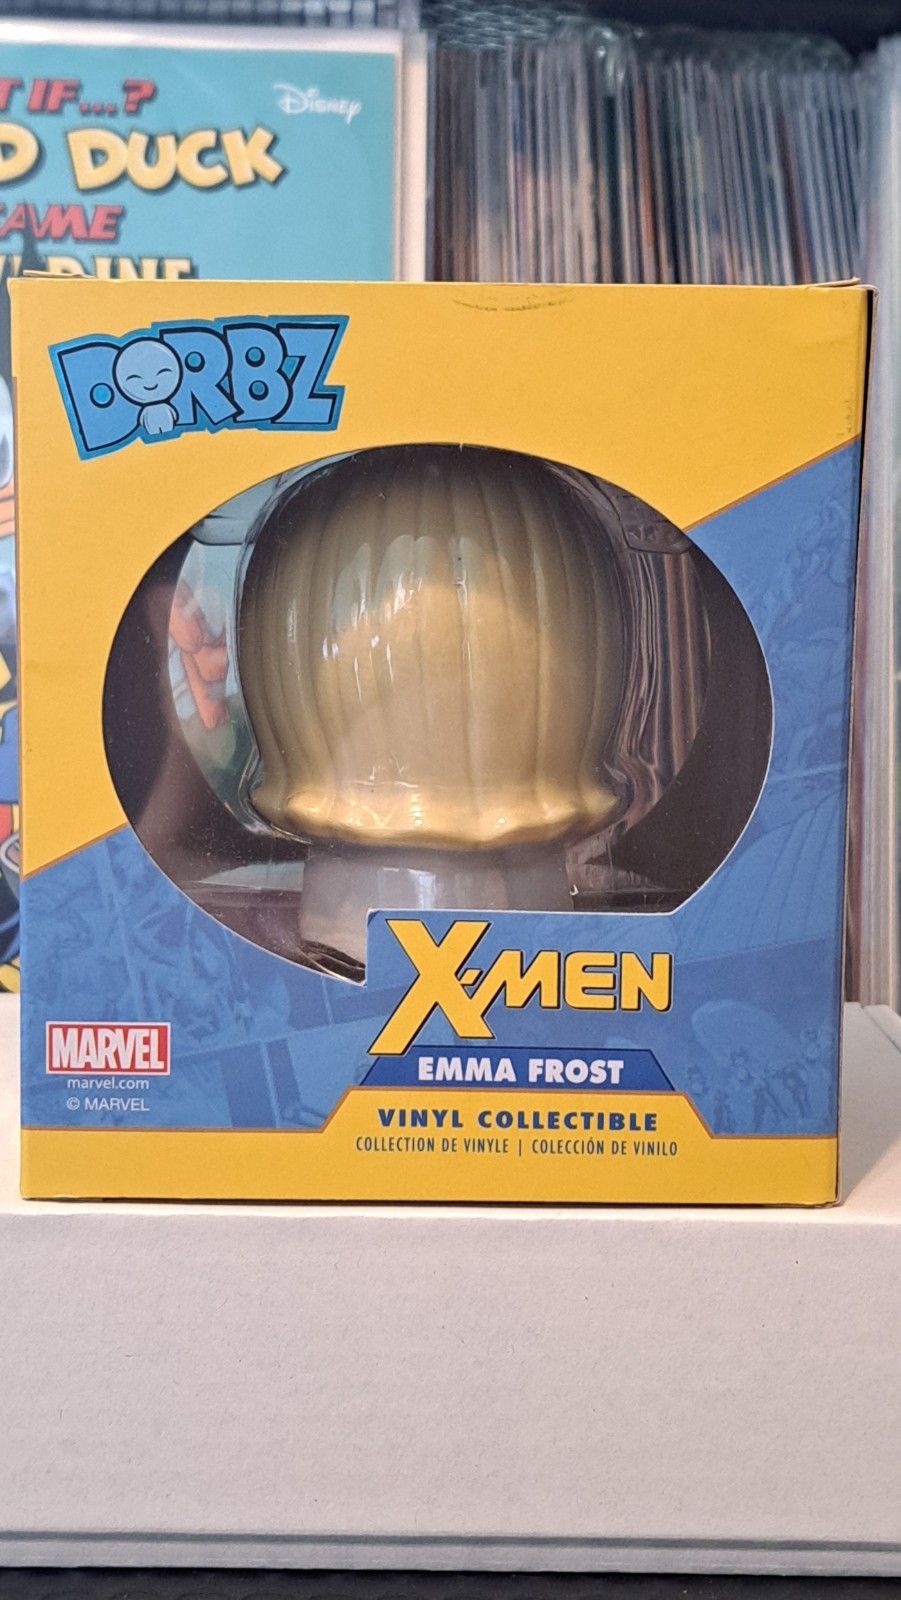 IF...?
Disney
DUCK
DORBZ
X-MEN
EMMA FROST
MARVEL
marvel.com
© MARVEL
VINYL COLLECTIBLE
COLLECTION DE VINYLE | COLECCIÓN DE VINILO